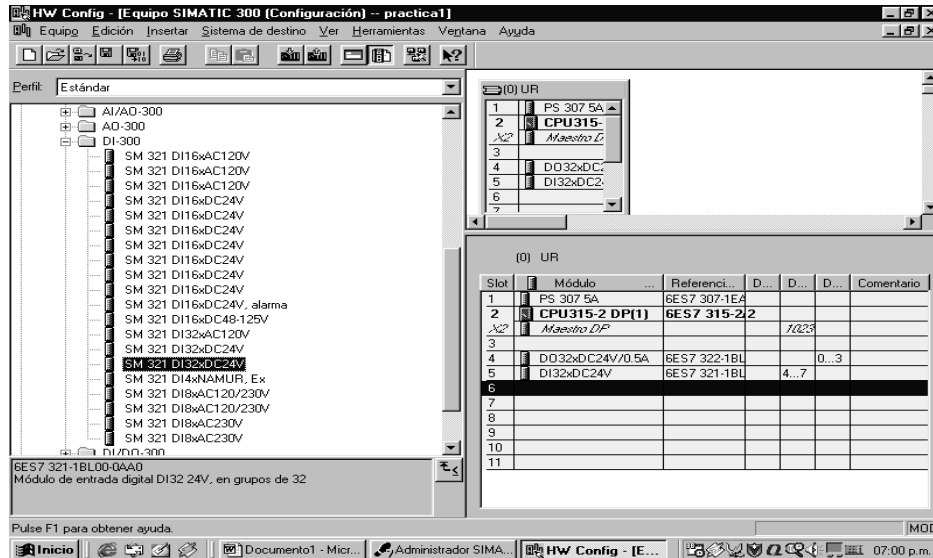 HW Config - [Equipo SIMATIC 300 (Configuración) -- practica1]
Equipo Edición Insertar Sistema de destino Ver Herramientas Ventana Ayuda
Perfil: Estándar
AI/AO-300
AO-300
DI-300
SM 321 DI16xAC120V
SM 321 DI16xAC120V
SM 321 DI16xAC120V
SM 321 DI16xDC24V
SM 321 DI16xDC24V
SM 321 DI16xDC24V
SM 321 DI16xDC24V
SM 321 DI16xDC24V
SM 321 DI16xDC24V
SM 321 DI16xDC24V
SM 321 DI16xDC24V, alarma
SM 321 DI16xDC48-125V
SM 321 DI32xAC120V
SM 321 DI32xDC24V
SM 321 DI32xDC24V
SM 321 DI4xNAMUR, Ex
SM 321 DI8xAC120/230V
SM 321 DI8xAC120/230V
SM 321 DI8xAC230V
SM 321 DI8xAC230V
DI/DO-300
6ES7 321-1BL00-0AA0
Módulo de entrada digital DI32 24V, en grupos de 32
(0) UR
1 PS 307 5A
2 CPU315-
X2 Maestro D
3
4 DO32xDC2
5 DI32xDC2
6
7
(0) UR
Slot Módulo ... Referenci... D... D... D... Comentario
1 PS 307 5A 6ES7 307-1EA
2 CPU315-2 DP(1) 6ES7 315-2 2
X2 Maestro DP 1023
3
4 DO32xDC24V/0.5A 6ES7 322-1BL 0...3
5 DI32xDC24V 6ES7 321-1BL 4...7
6
7
8
9
10
11
Pulse F1 para obtener ayuda. MOD
Inicio Documento1 - Micr... Administrador SIMA... HW Config - [E... 07:00 p.m.